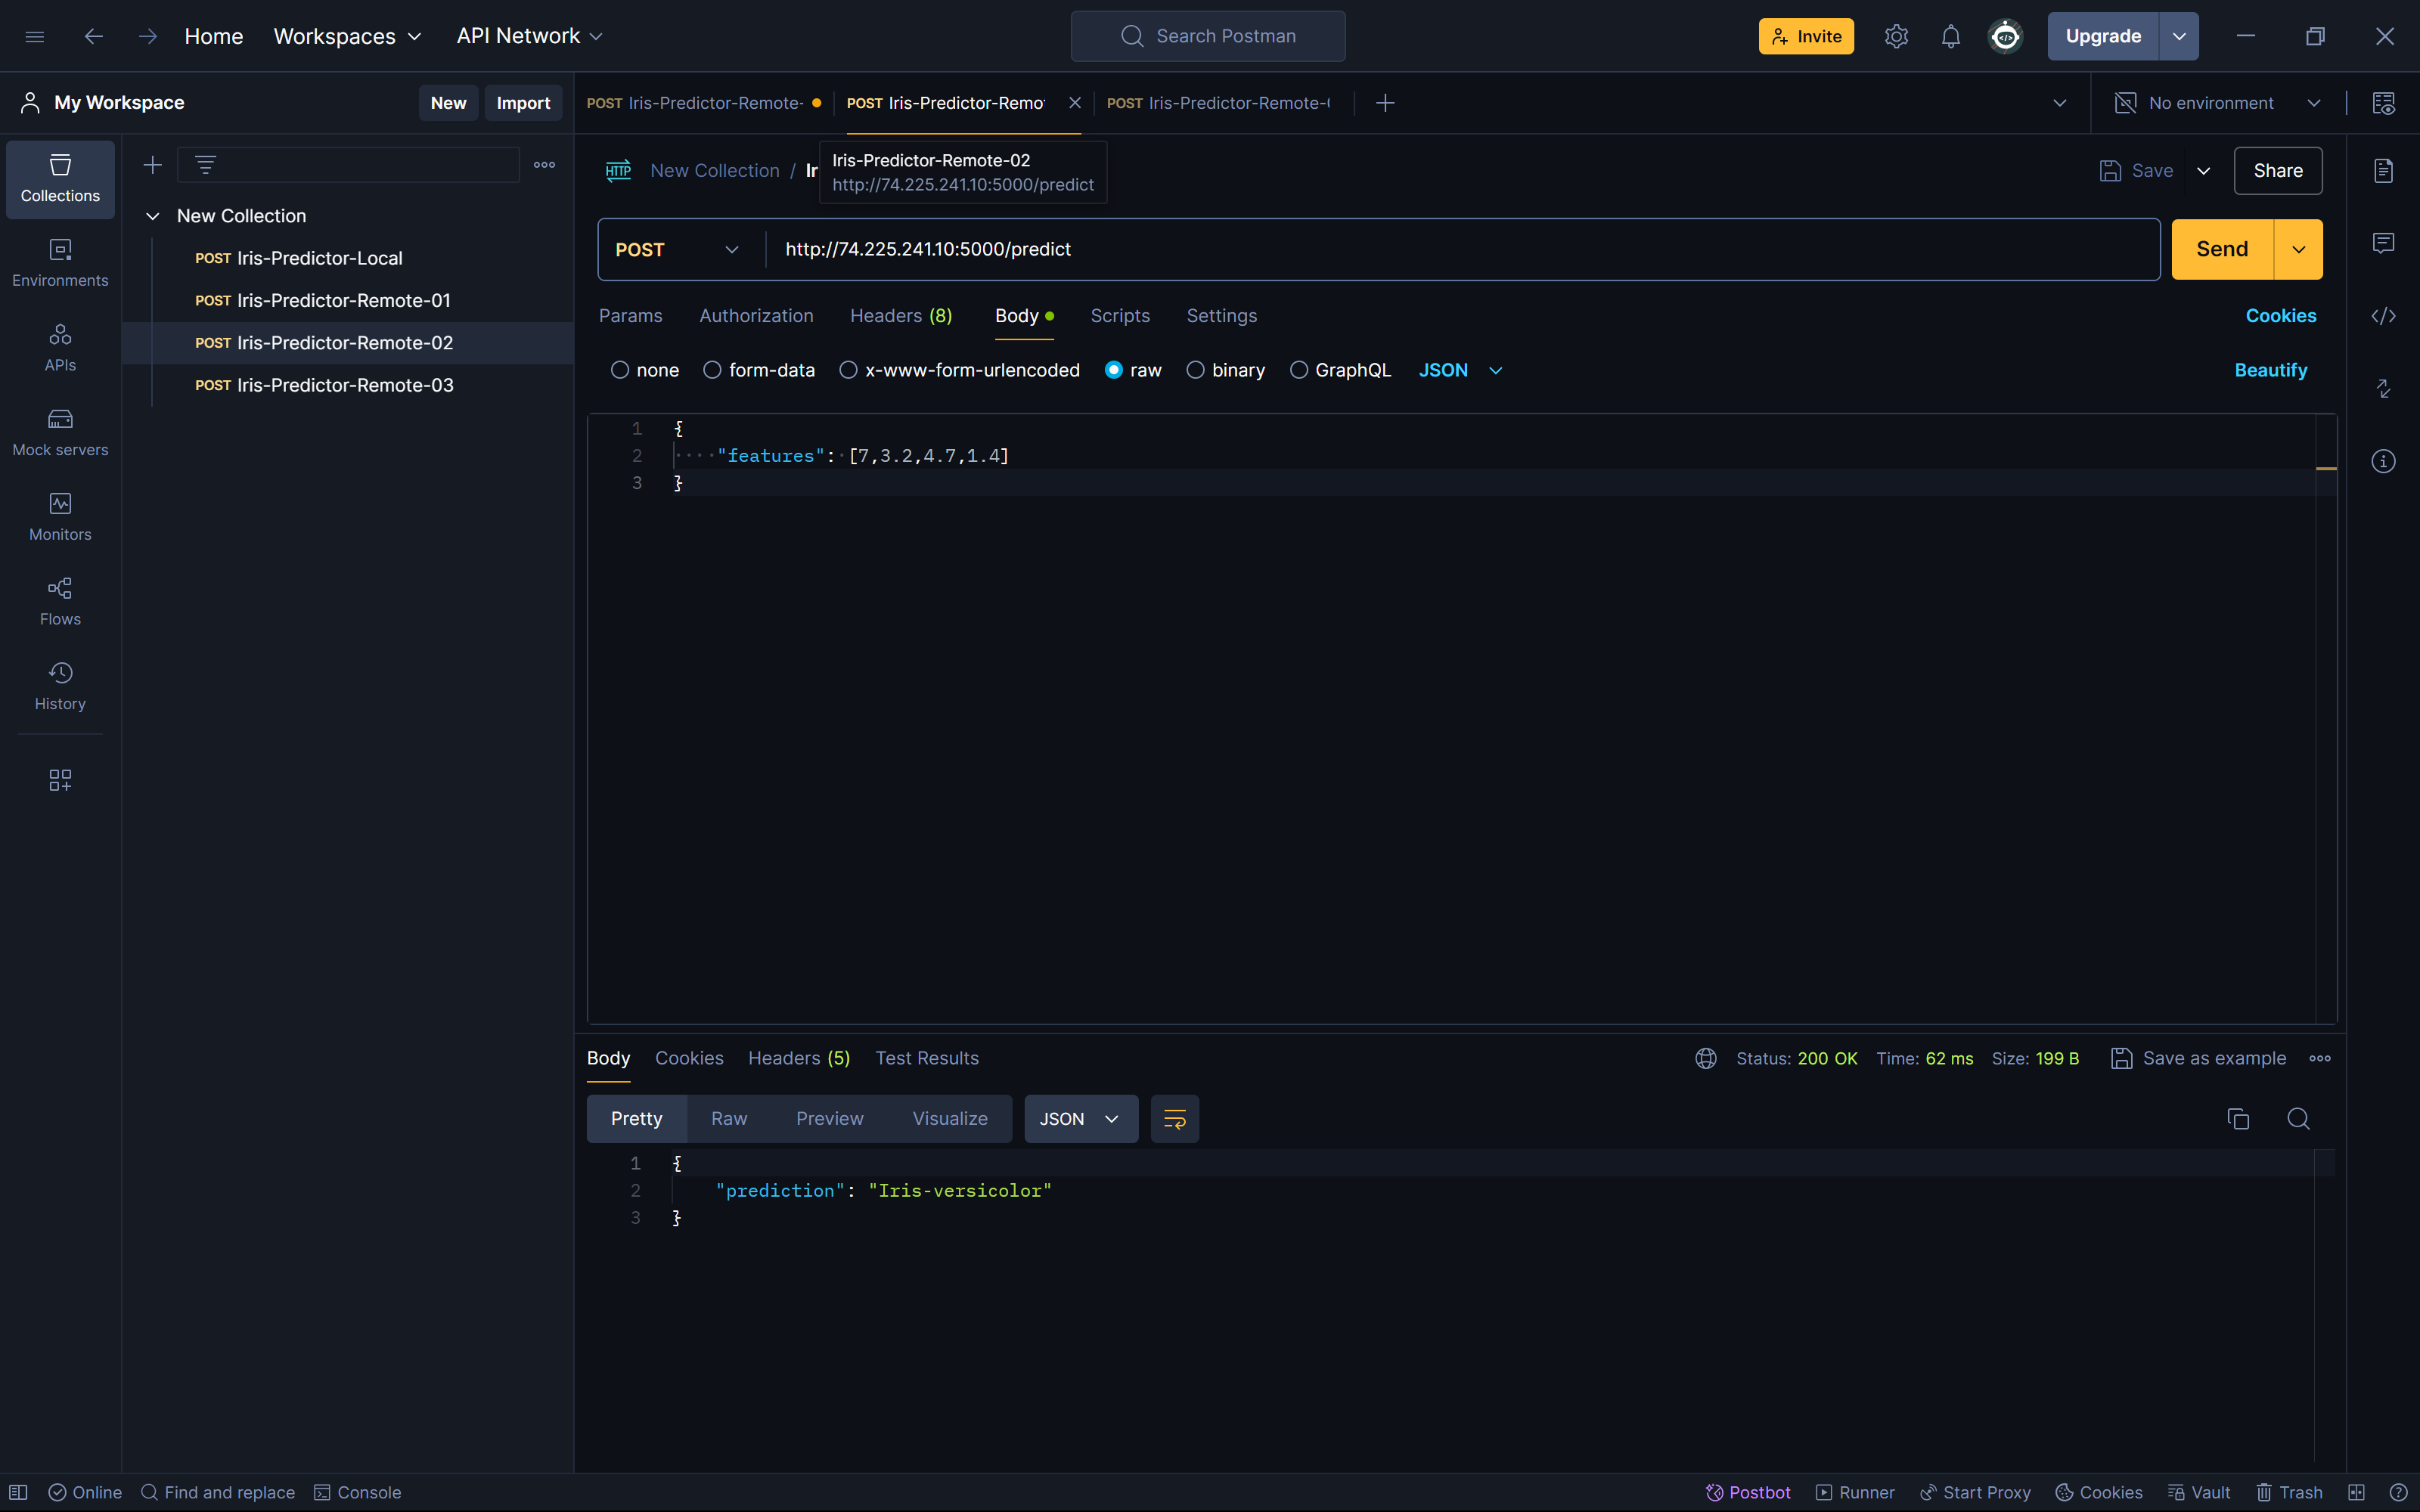 Home
Workspaces
API Network
Search Postman
Invite
Upgrade
My Workspace
New
Import
POST Iris-Predictor-Remote-
POST Iris-Predictor-Remo
POST Iris-Predictor-Remote-
No environment
Collections
Environments
APIs
Mock servers
Monitors
Flows
History
New Collection
POST Iris-Predictor-Local
POST Iris-Predictor-Remote-01
POST Iris-Predictor-Remote-02
POST Iris-Predictor-Remote-03
HTTP New Collection / Ir
Iris-Predictor-Remote-02
http://74.225.241.10:5000/predict
Save
Share
POST http://74.225.241.10:5000/predict
Send
Params Authorization Headers (8) Body Scripts Settings
Cookies
none form-data x-www-form-urlencoded raw binary GraphQL JSON
Beautify
1 {
2 ····"features":·[7,3.2,4.7,1.4]
3 }
Body Cookies Headers (5) Test Results
Status: 200 OK Time: 62 ms Size: 199 B Save as example
Pretty Raw Preview Visualize JSON
1 {
2 "prediction": "Iris-versicolor"
3 }
Online Find and replace Console
Postbot Runner Start Proxy Cookies Vault Trash